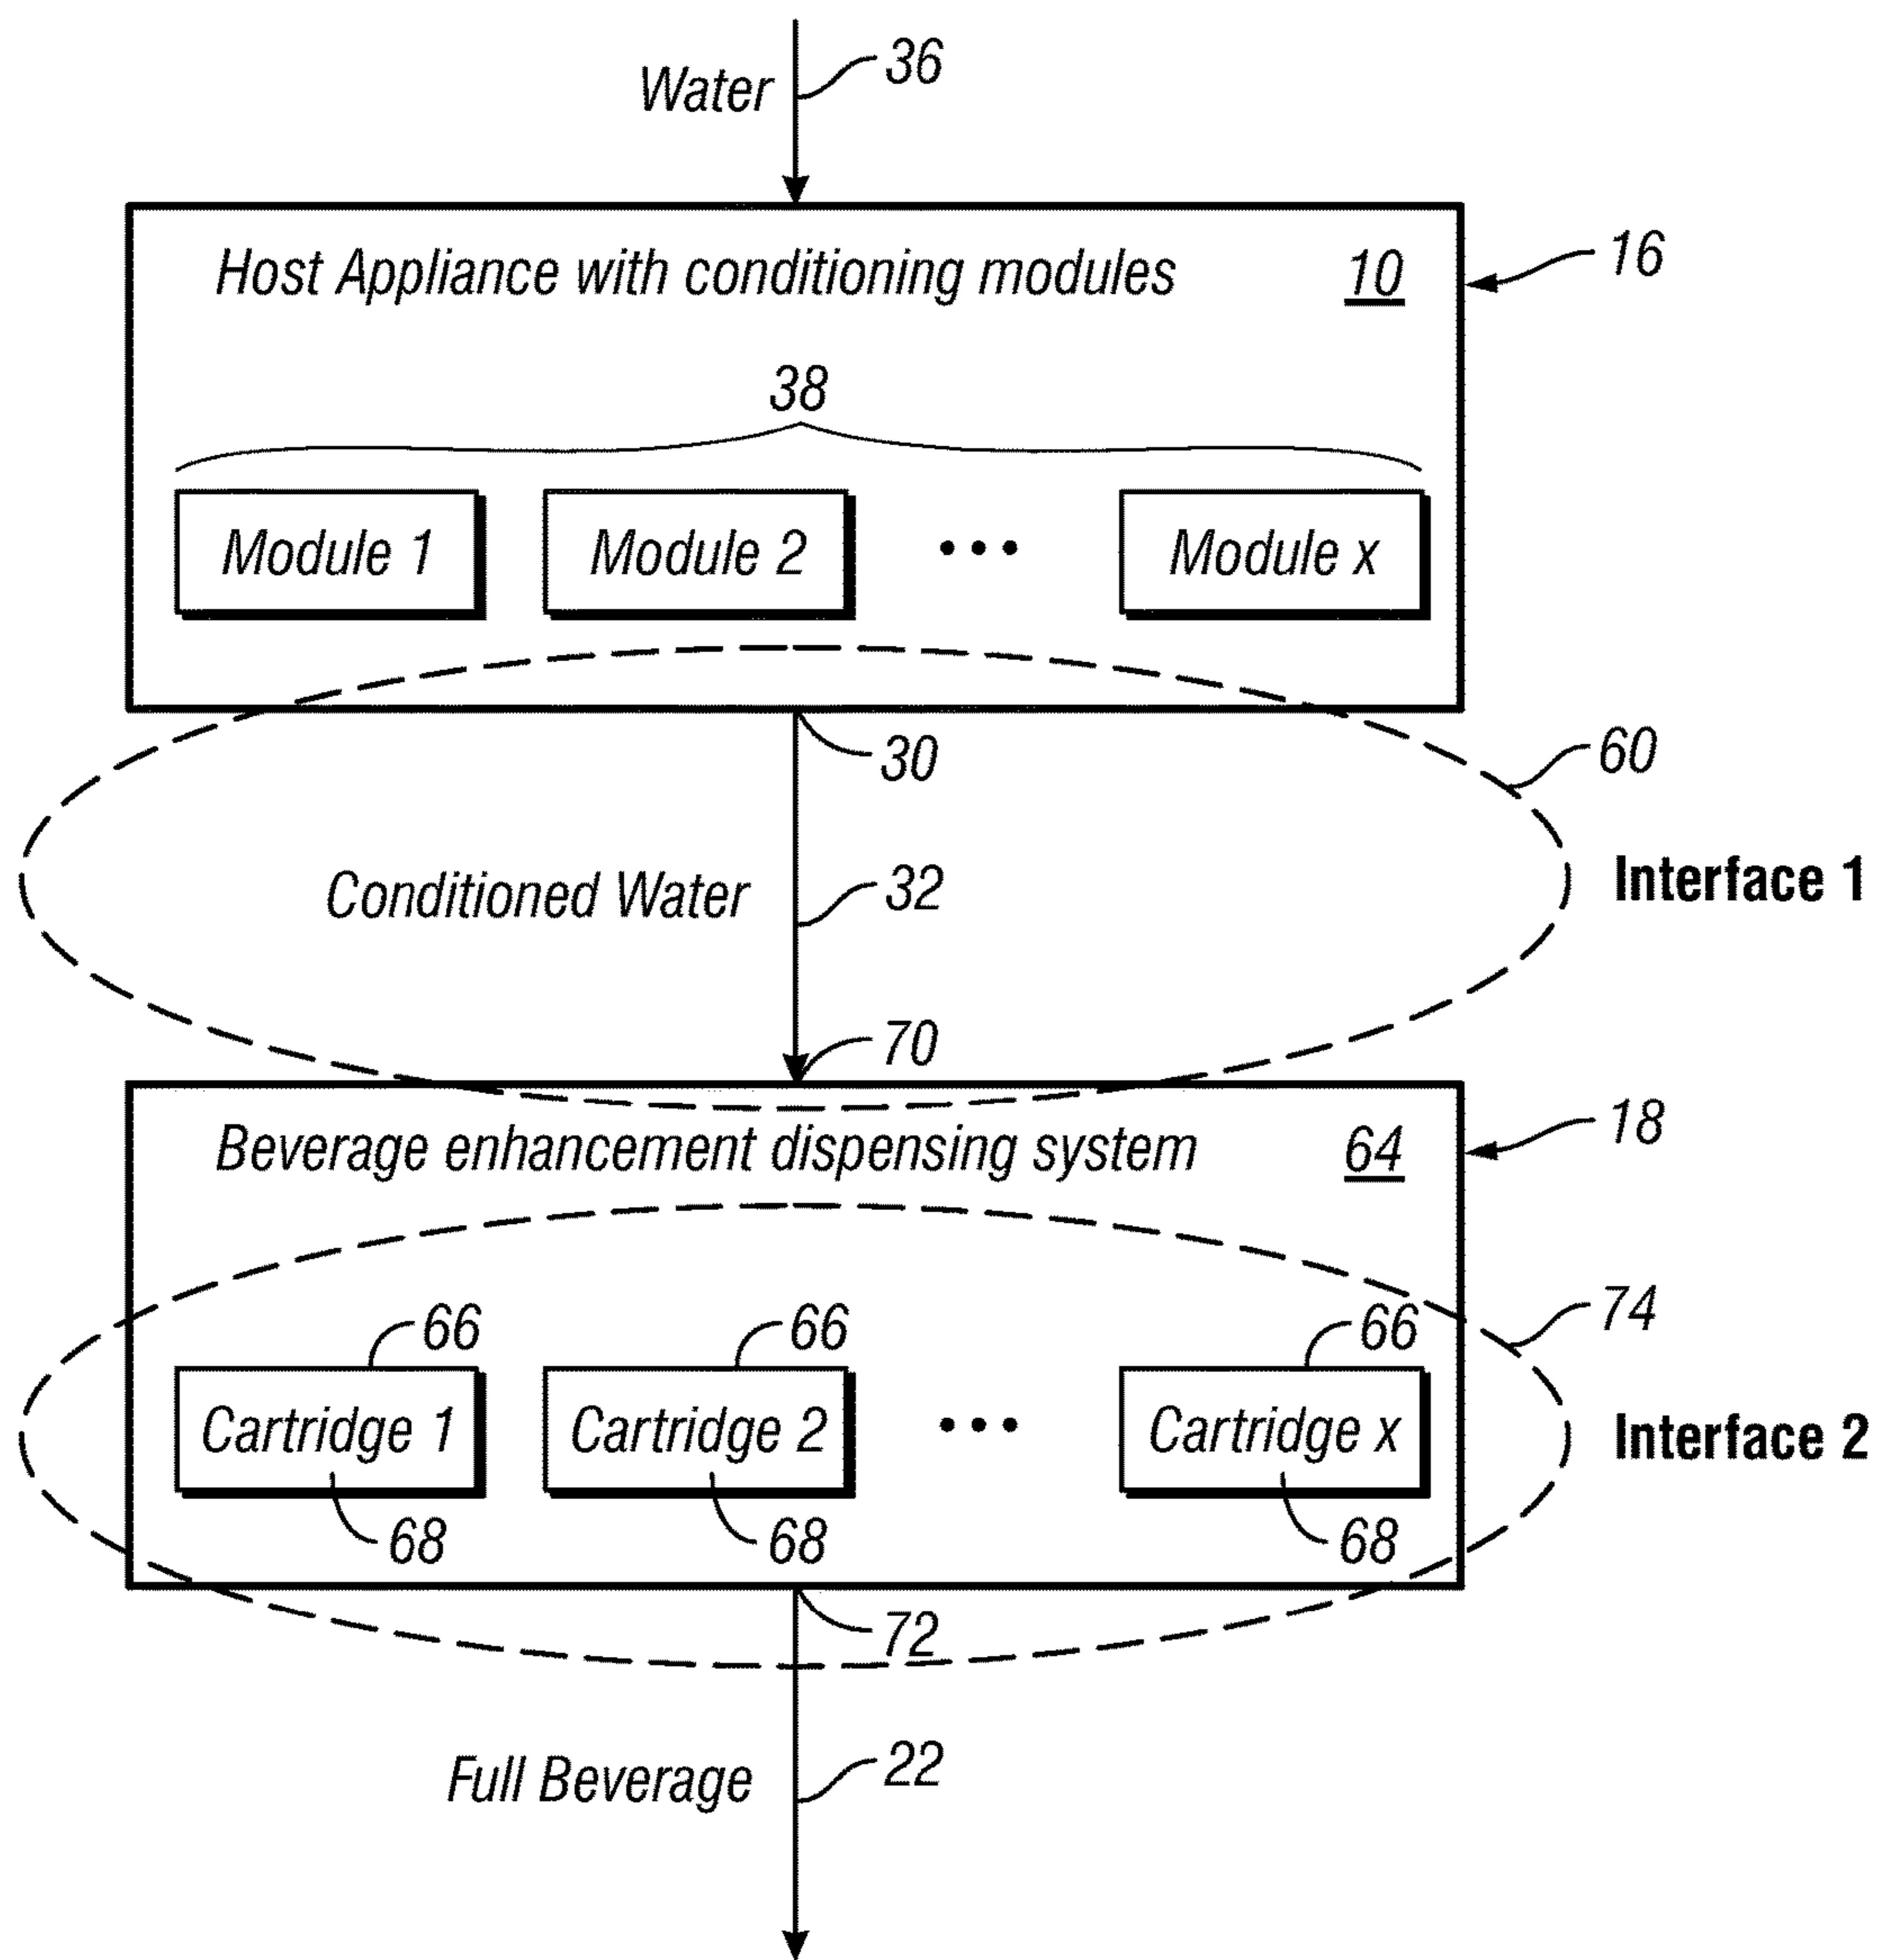 Water 36
Host Appliance with conditioning modules 10 16
38
Module 1 Module 2 ••• Module x
30
60
Conditioned Water 32 Interface 1
70
Beverage enhancement dispensing system 64 18
74
66 66 66
Cartridge 1 Cartridge 2 ••• Cartridge x Interface 2
68 68 68
72
Full Beverage 22